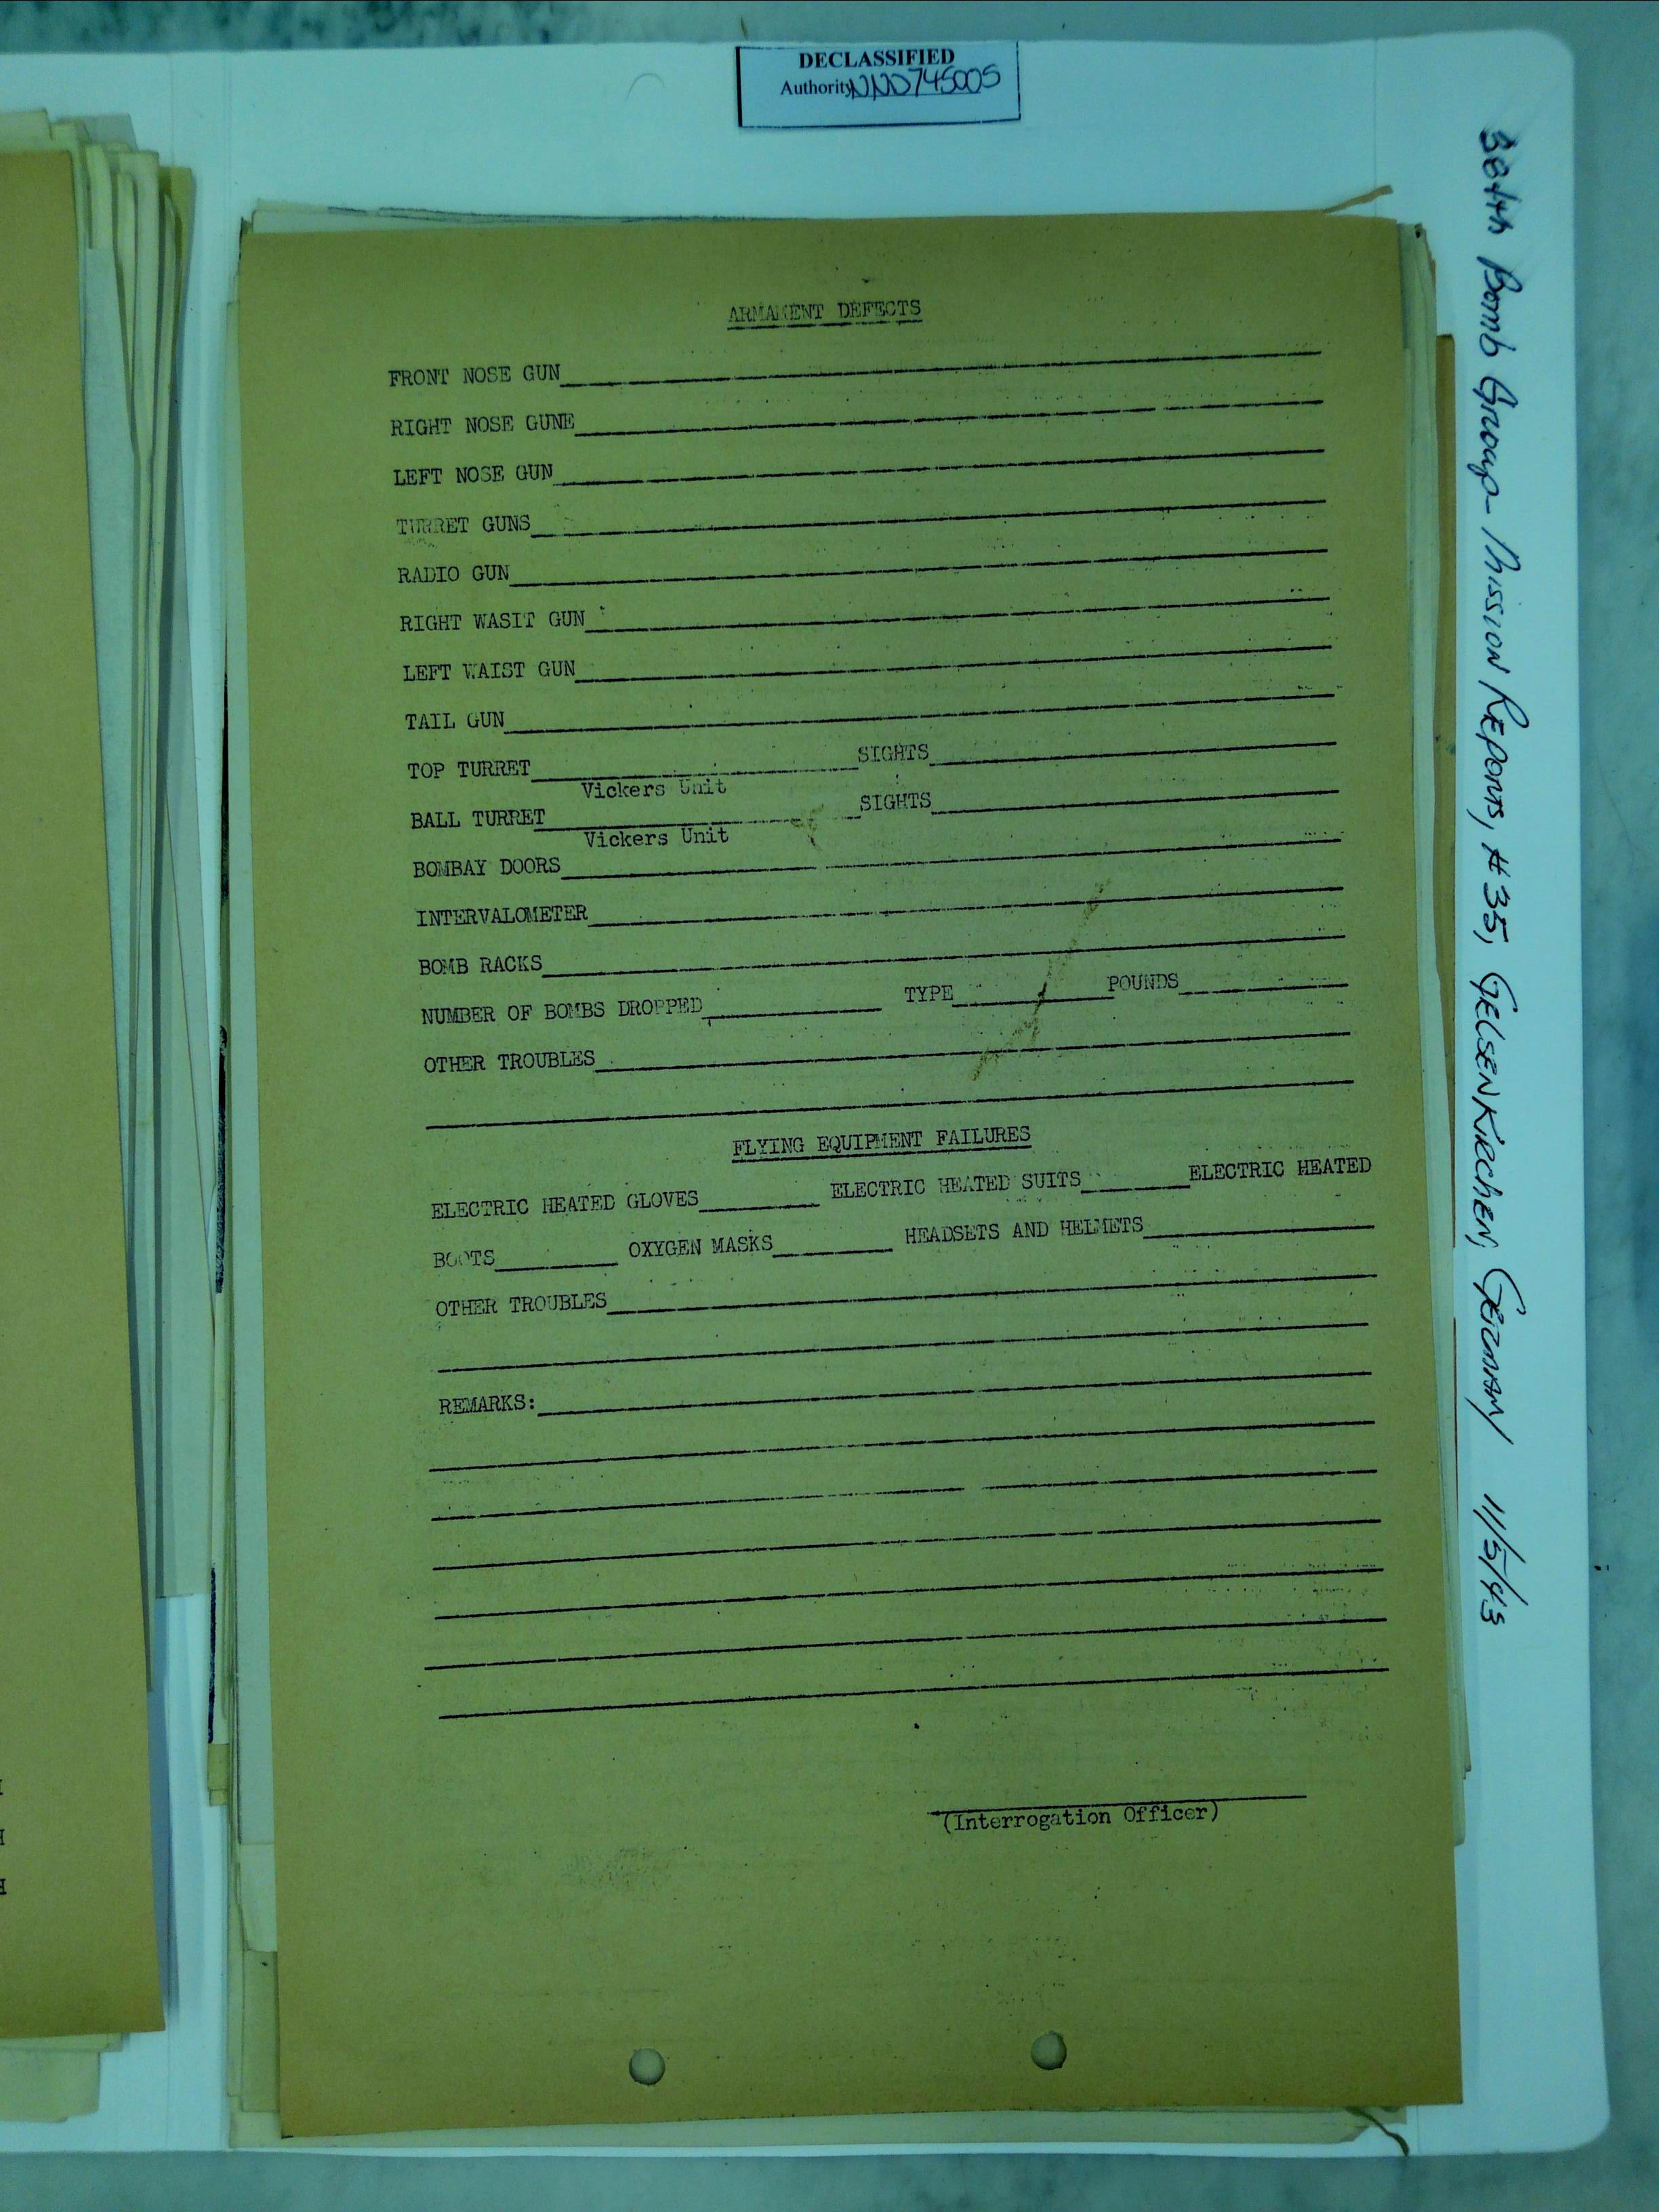 DECLASSIFIED
Authority NND745005
ARMAMENT DEFECTS
FRONT NOSE GUN
RIGHT NOSE GUNE
LEFT NOSE GUN
TURRET GUNS
RADIO GUN
RIGHT WASIT GUN
LEFT WAIST GUN
TAIL GUN
TOP TURRET SIGHTS
Vickers Unit
BALL TURRET SIGHTS
Vickers Unit
BOMBAY DOORS
INTERVALOMETER
BOMB RACKS
NUMBER OF BOMBS DROPPED TYPE POUNDS
OTHER TROUBLES
FLYING EQUIPMENT FAILURES
ELECTRIC HEATED GLOVES ELECTRIC HEATED SUITS ELECTRIC HEATED
BOOTS OXYGEN MASKS HEADSETS AND HELMETS
OTHER TROUBLES
REMARKS:
(Interrogation Officer)
384th Bomb Group - Mission Reports, #35, Gelsenkirchen, Germany 11/5/43